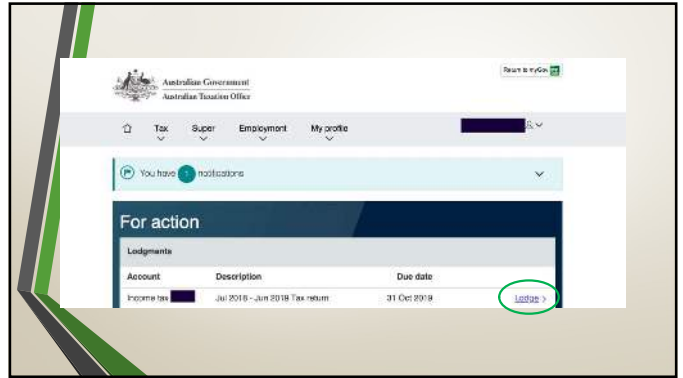 Return to myGov
Australian Government
Australian Taxation Office
Tax Super Employment My profile
You have 1 notifications
For action
Lodgments
Account Description Due date
Income tax Jul 2018 - Jun 2019 Tax return 31 Oct 2019 Lodge